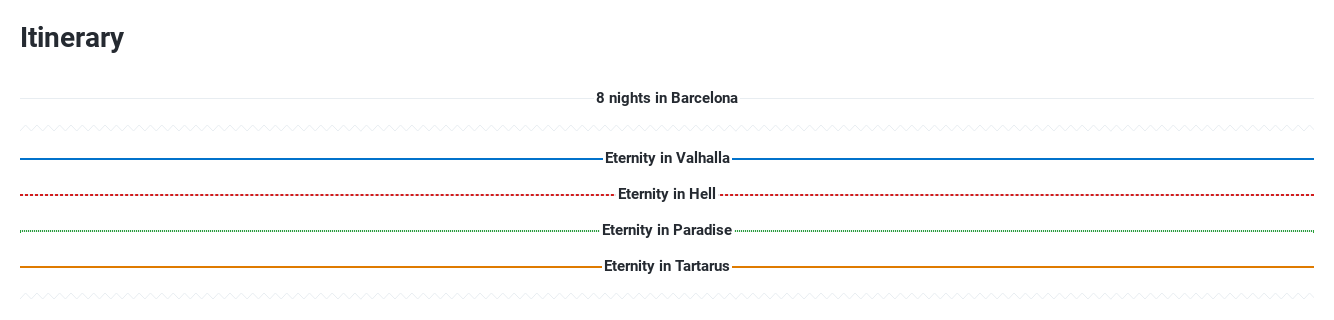 Itinerary
8 nights in Barcelona
Eternity in Valhalla
Eternity in Hell
Eternity in Paradise
Eternity in Tartarus